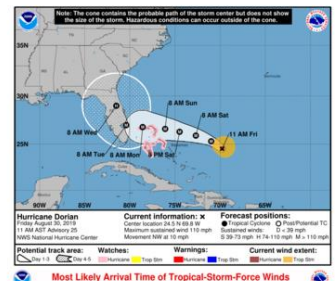 Note: The cone contains the probable path of the storm center but does not show
the size of the storm. Hazardous conditions can occur outside of the cone.
35N
30N
25N
8 AM Sun
8 AM Sat
11 AM Fri
8 AM Wed
8 AM Tue
8 AM Mon
8 PM Sat
90W
85W
80W
75W
70W
65W
60W
Hurricane Dorian
Friday August 30, 2019
11 AM AST Advisory 25
NWS National Hurricane Center
Current information: x
Center location 24.5 N 69.8 W
Maximum sustained wind 110 mph
Movement NW at 10 mph
Forecast positions:
Tropical Cyclone Post/Potential TC
Sustained winds: D < 39 mph
S 39-73 mph H 74-110 mph M > 110 mph
Potential track area:
Day 1-3 Day 4-5
Watches:
Hurricane Trop Stm
Warnings:
Hurricane Trop Stm
Current wind extent:
Hurricane Trop Stm
Most Likely Arrival Time of Tropical-Storm-Force Winds